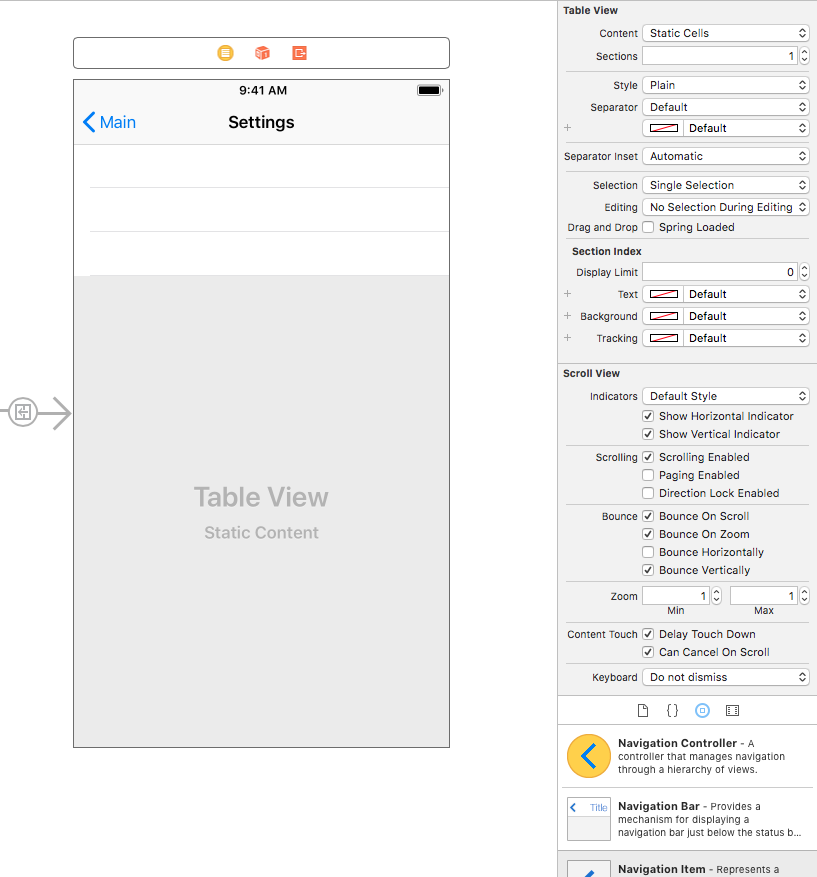 9:41 AM
Main
Settings
Table View
Static Content
Table View
Content Static Cells
Sections 1
Style Plain
Separator Default
+ Default
Separator Inset Automatic
Selection Single Selection
Editing No Selection During Editing
Drag and Drop Spring Loaded
Section Index
Display Limit 0
+ Text Default
+ Background Default
+ Tracking Default
Scroll View
Indicators Default Style
Show Horizontal Indicator
Show Vertical Indicator
Scrolling Scrolling Enabled
Paging Enabled
Direction Lock Enabled
Bounce Bounce On Scroll
Bounce On Zoom
Bounce Horizontally
Bounce Vertically
Zoom 1 1
Min Max
Content Touch Delay Touch Down
Can Cancel On Scroll
Keyboard Do not dismiss
{}
Navigation Controller - A
controller that manages navigation
through a hierarchy of views.
Title
Navigation Bar - Provides a
mechanism for displaying a
navigation bar just below the status b...
Navigation Item - Represents a